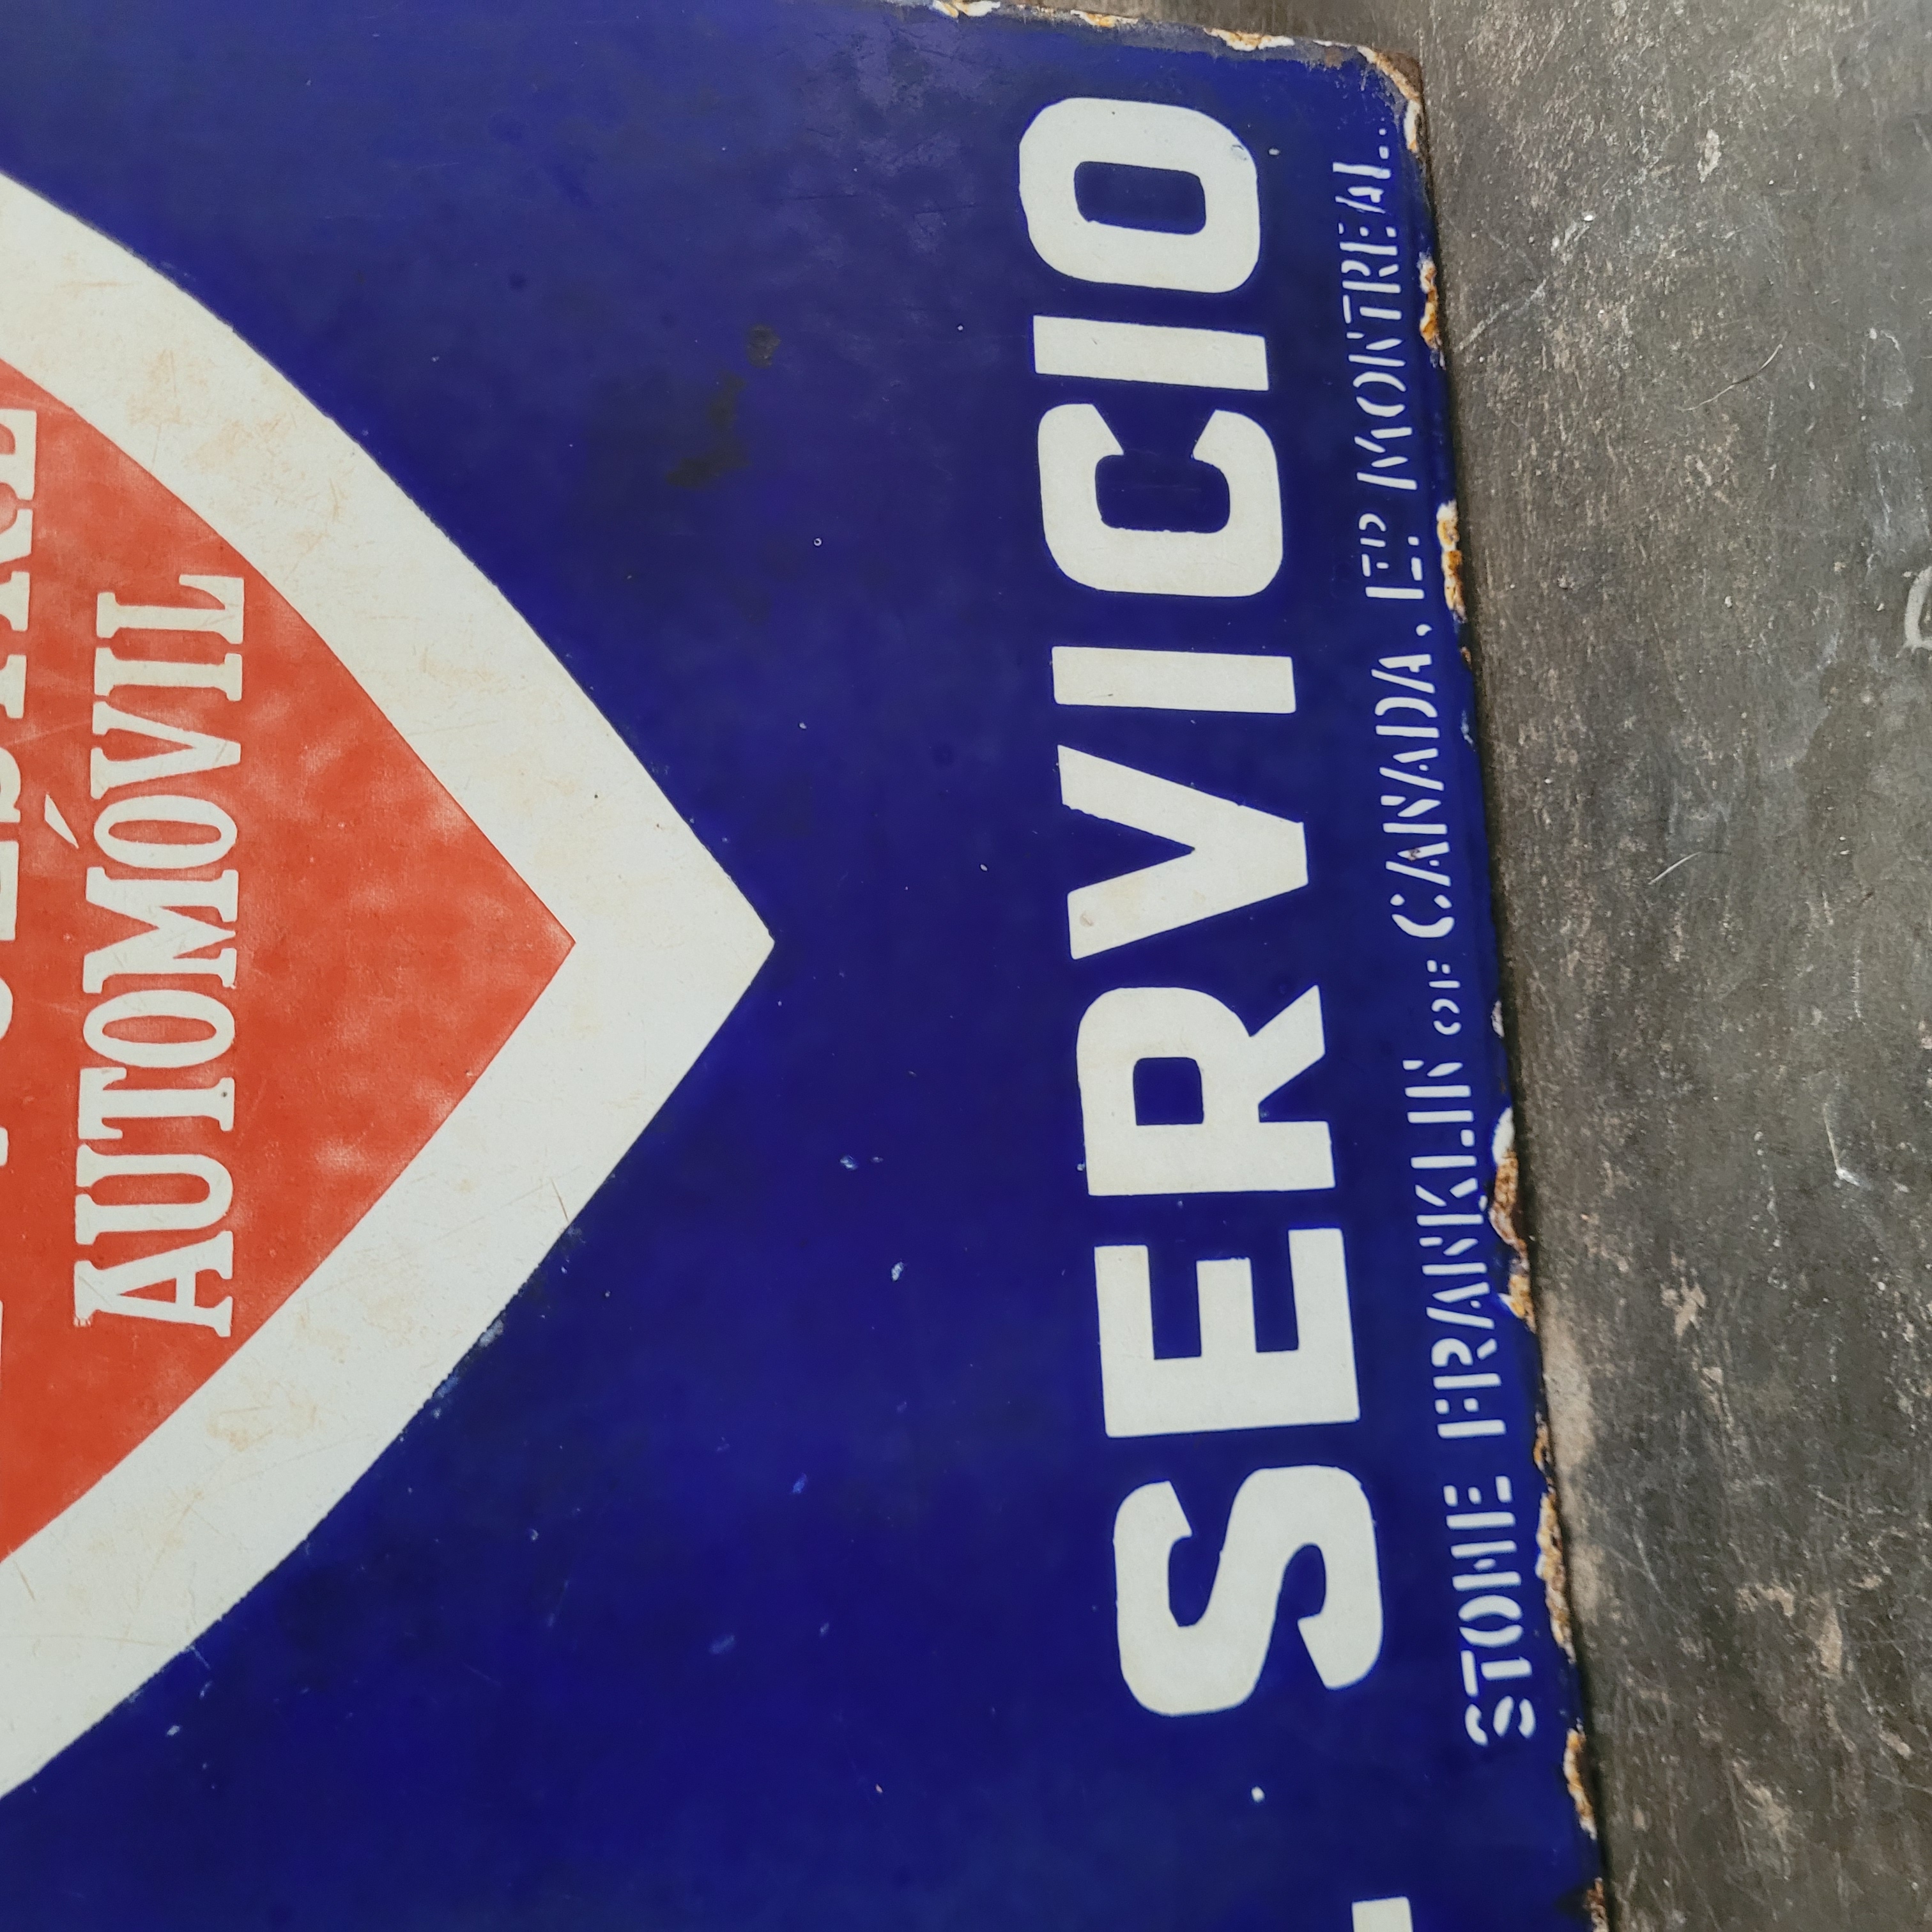 AUTOMÓVIL
SERVICIO
STONE FRANKLIN OF CANADA, LTD MONTREAL.